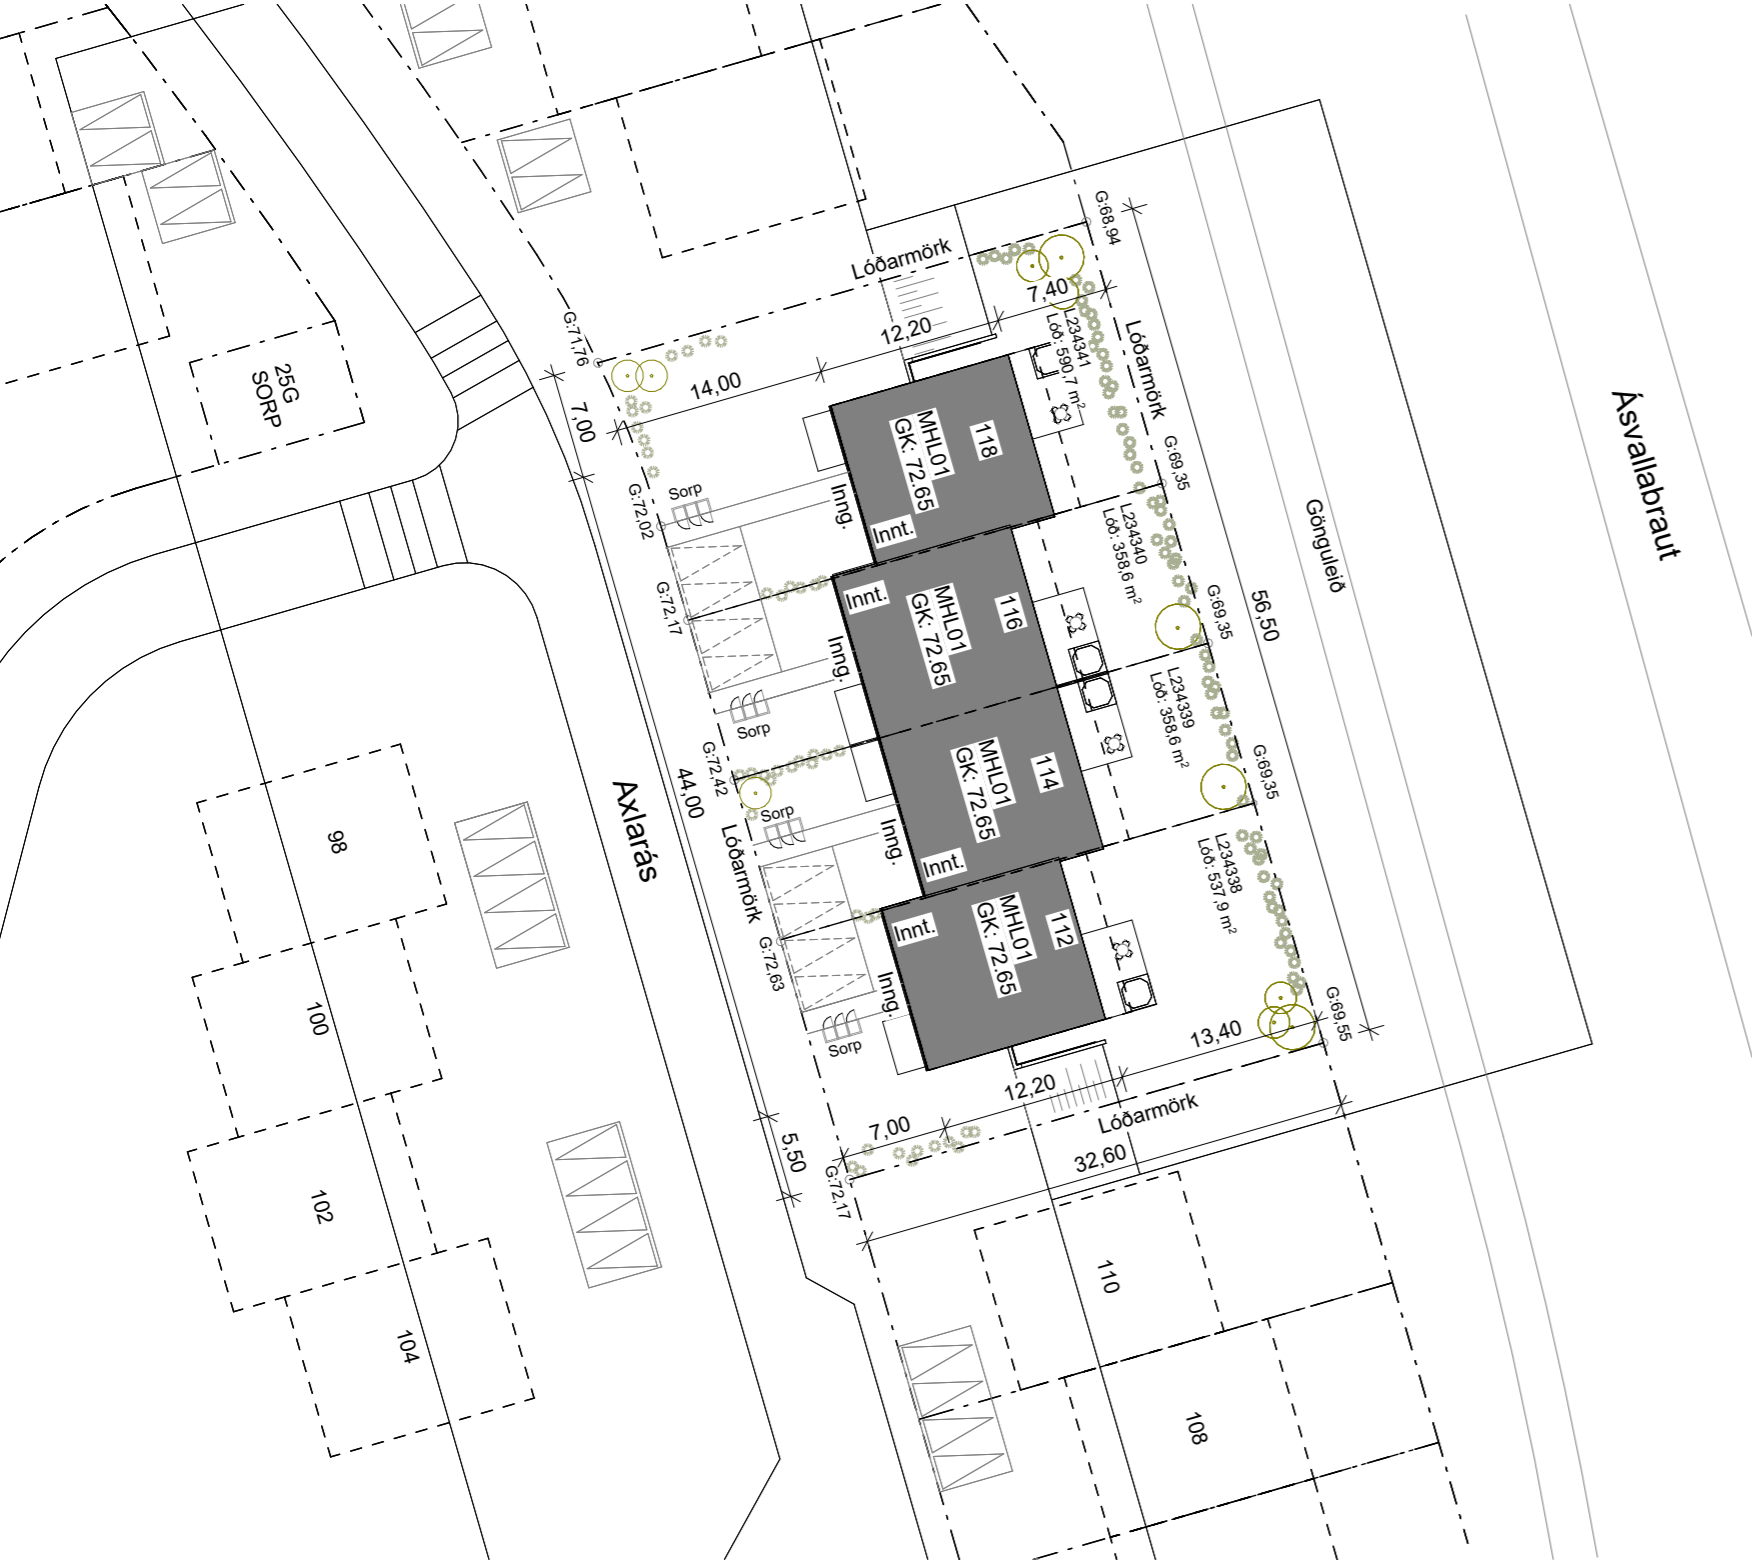 Ásvallabraut
Gönguleið
56,50
Axlarás
25G
SORP
G:71,76
7,00
14,00
12,20
7,40
Lóðarmörk
G:68,94
L234341
Lóð: 590,7 m²
Lóðarmörk
G:69,35
118
MHL01
GK: 72.65
Inng.
Innt.
Sorp
G:72,02
L234340
Lóð: 358,6 m²
G:69,35
116
MHL01
GK: 72.65
Innt.
Inng.
G:72,17
Sorp
L234339
Lóð: 358,6 m²
G:69,35
114
MHL01
GK: 72.65
Inng.
Innt.
G:72,42
Sorp
44,00
Lóðarmörk
L234338
Lóð: 537,9 m²
112
MHL01
GK: 72.65
Innt.
Inng.
G:72,63
Sorp
G:69,55
13,40
12,20
7,00
Lóðarmörk
32,60
5,50
G:72,17
98
100
102
104
110
108